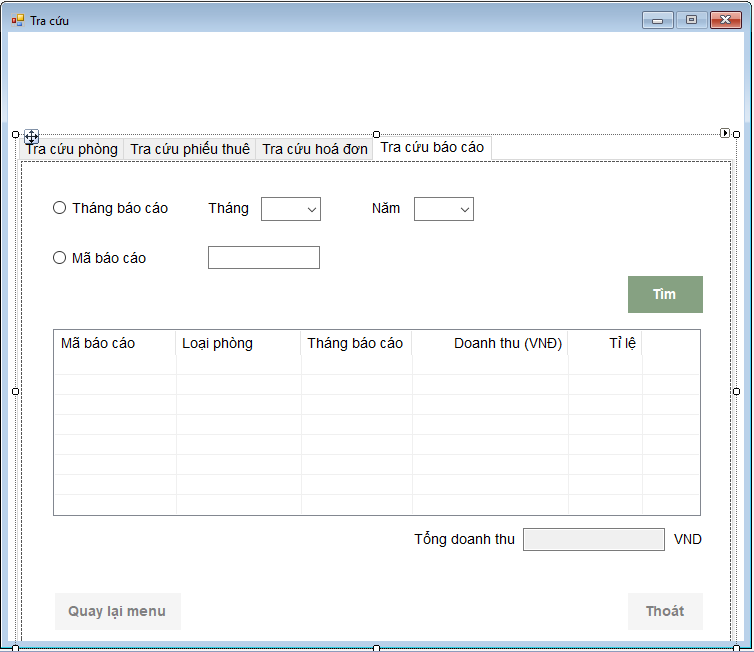 Tra cứu
Tra cứu phòng Tra cứu phiếu thuê Tra cứu hoá đơn Tra cứu báo cáo
Tháng báo cáo Tháng Năm
Mã báo cáo
Tìm
Mã báo cáo Loại phòng Tháng báo cáo Doanh thu (VNĐ) Tỉ lệ
Tổng doanh thu VND
Quay lại menu Thoát